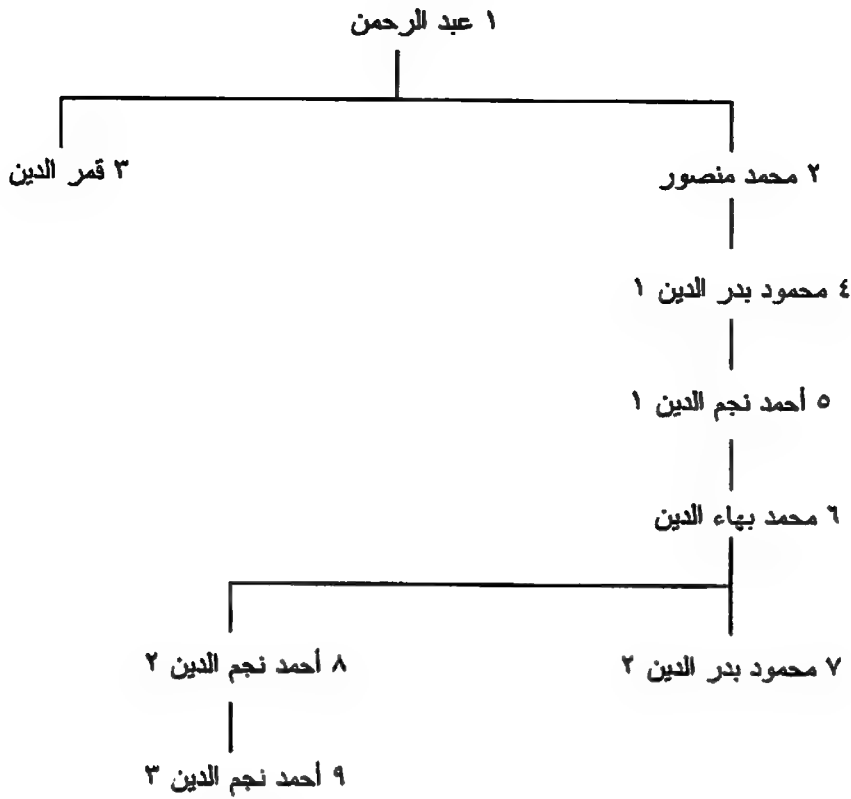 ١ عبد الرحمن
٢ محمد منصور
٣ قمر الدين
٤ محمود بدر الدين ١
٥ أحمد نجم الدين ١
٦ محمد بهاء الدين
٧ محمود بدر الدين ٢
٨ أحمد نجم الدين ٢
٩ أحمد نجم الدين ٣